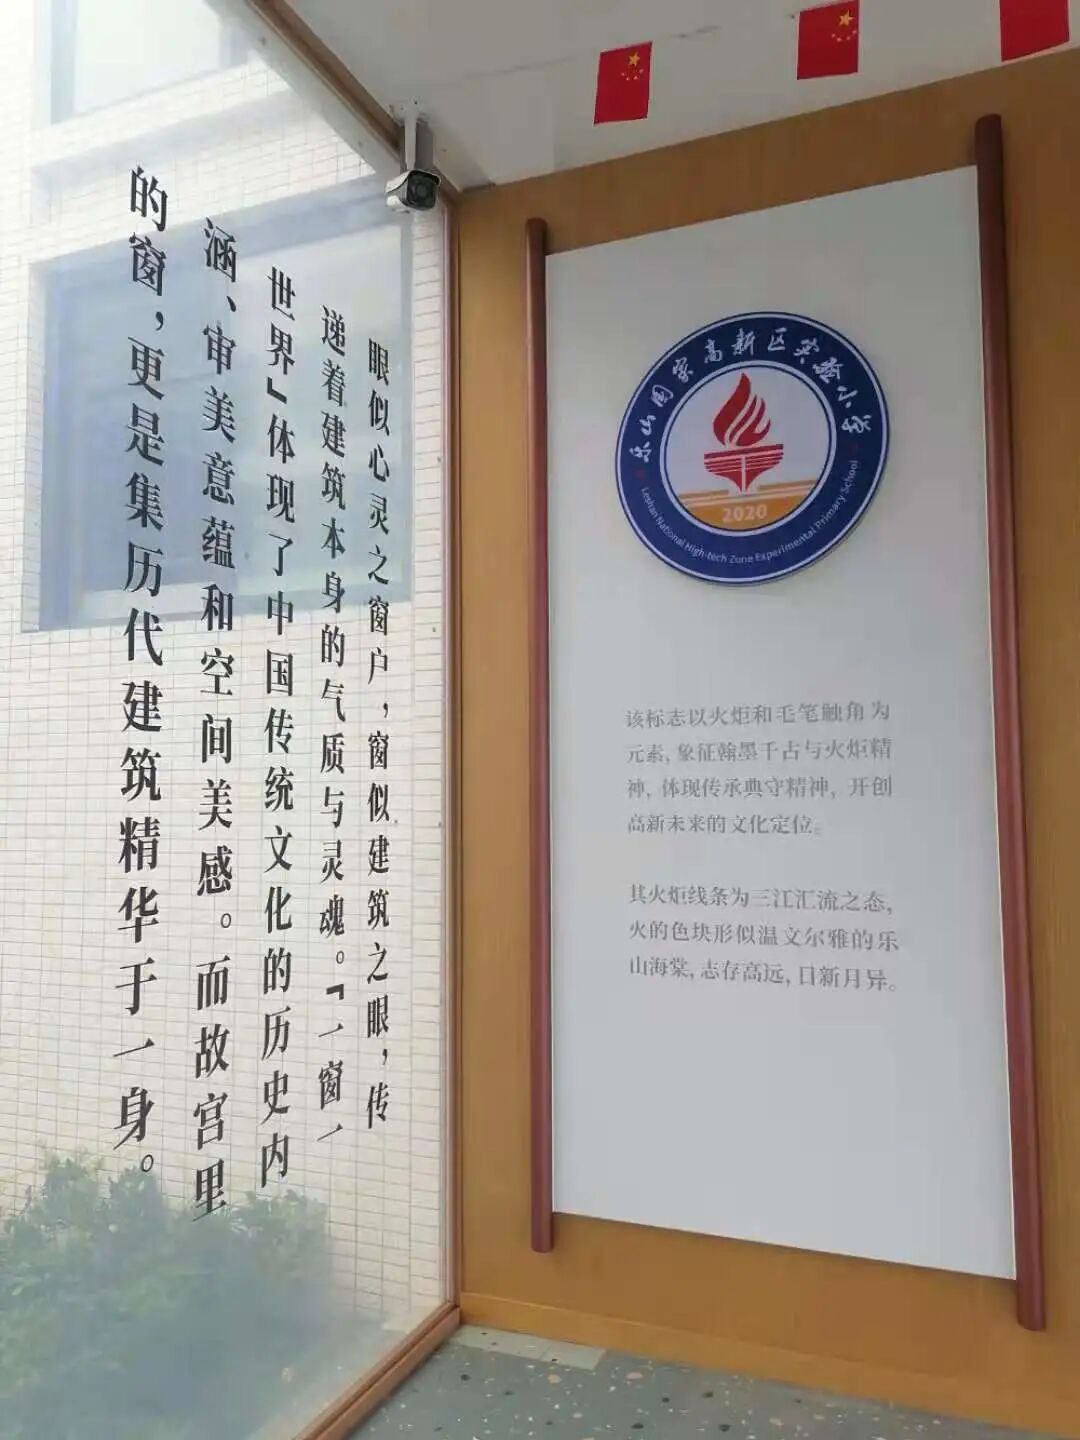 眼似心灵之窗户，窗似建筑之眼，传
递着建筑本身的气质与灵魂。『一窗一
世界』体现了中国传统文化的历史内
涵、审美意蕴和空间美感。而故宫里
的窗，更是集历代建筑精华于一身。
乐山国家高新区实验小学
2020
Leshan National High-tech Zone Experimental Primary School
该标志以火炬和毛笔触角为
元素，象征翰墨千古与火炬精
神，体现传承典守精神，开创
高新未来的文化定位。
其火炬线条为三江汇流之态，
火的色块形似温文尔雅的乐
山海棠，志存高远，日新月异。